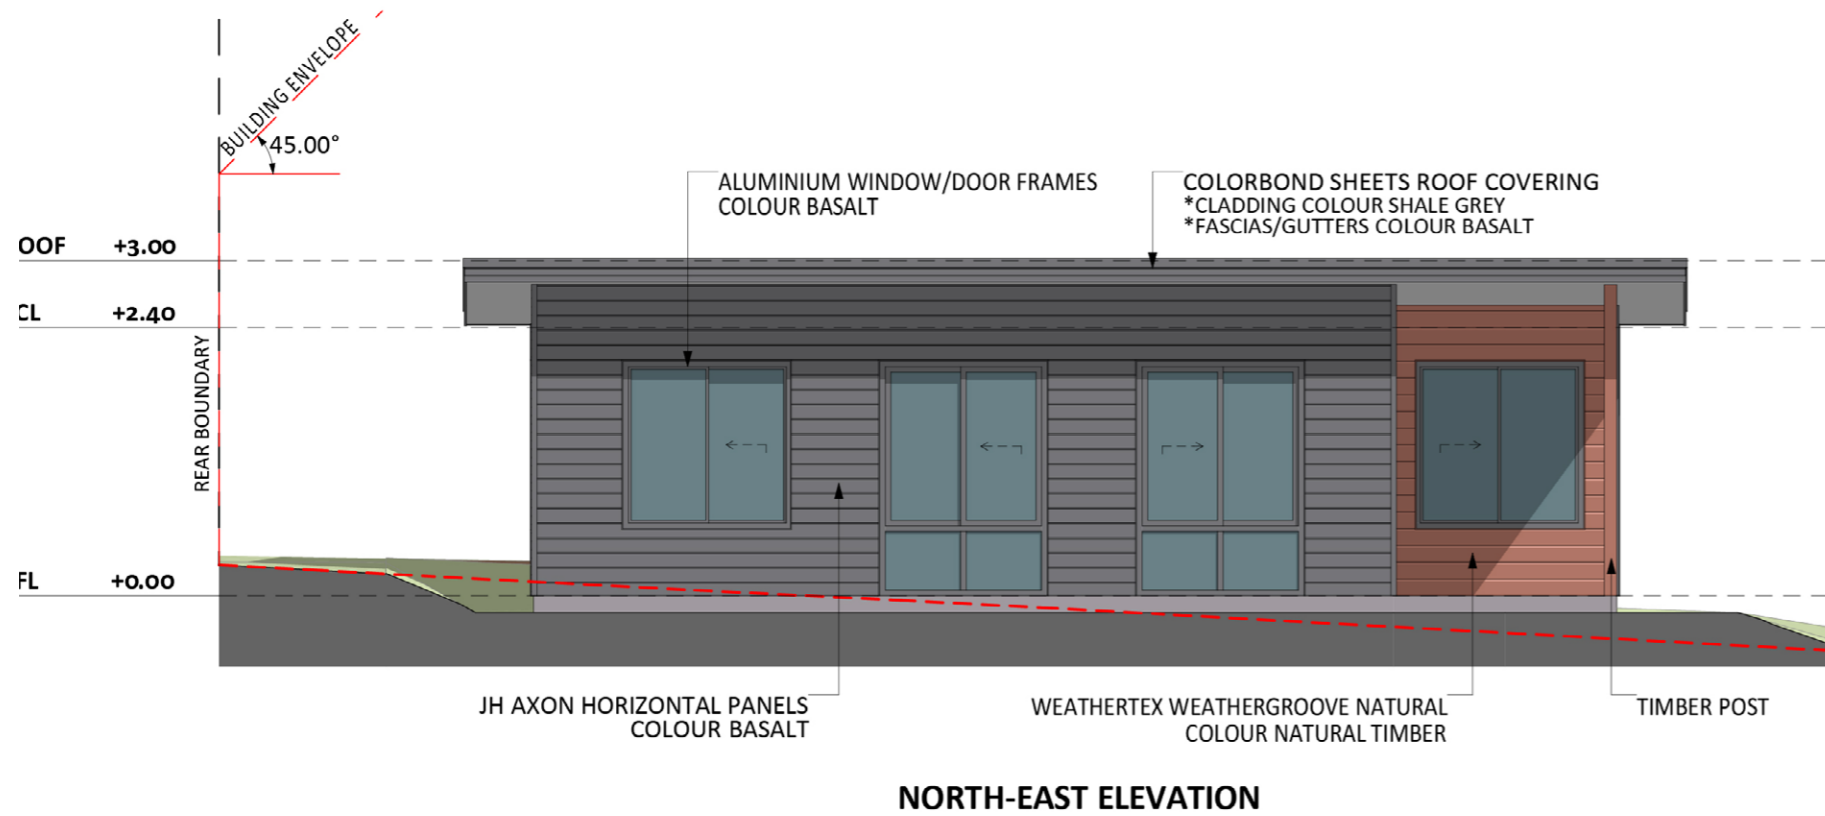 BUILDING ENVELOPE
45.00°
ALUMINIUM WINDOW/DOOR FRAMES
COLOUR BASALT
COLORBOND SHEETS ROOF COVERING
*CLADDING COLOUR SHALE GREY
*FASCIAS/GUTTERS COLOUR BASALT
OOF +3.00
CL +2.40
REAR BOUNDARY
FL +0.00
JH AXON HORIZONTAL PANELS
COLOUR BASALT
WEATHERTEX WEATHERGROOVE NATURAL
COLOUR NATURAL TIMBER
TIMBER POST
NORTH-EAST ELEVATION